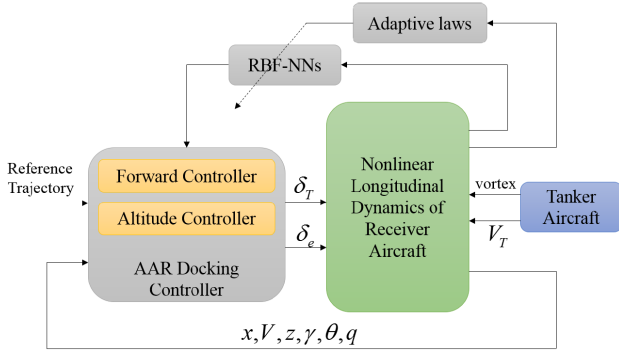 Adaptive laws
RBF-NNs
Reference
Trajectory
Forward Controller
Altitude Controller
AAR Docking
Controller
δ_T
δ_e
Nonlinear
Longitudinal
Dynamics of
Receiver
Aircraft
vortex
V_T
Tanker
Aircraft
x,V,z,γ,θ,q